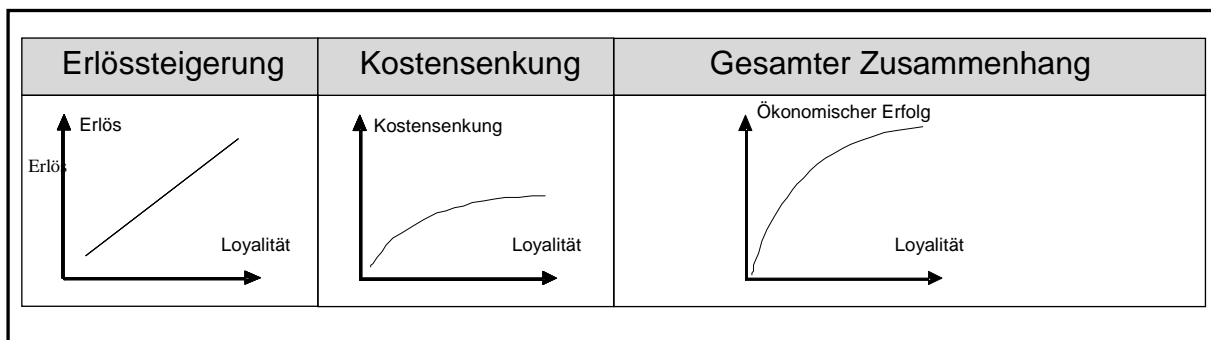 Erlössteigerung
Kostensenkung
Gesamter Zusammenhang
Erlös
Erlös
Loyalität
Kostensenkung
Loyalität
Ökonomischer Erfolg
Loyalität